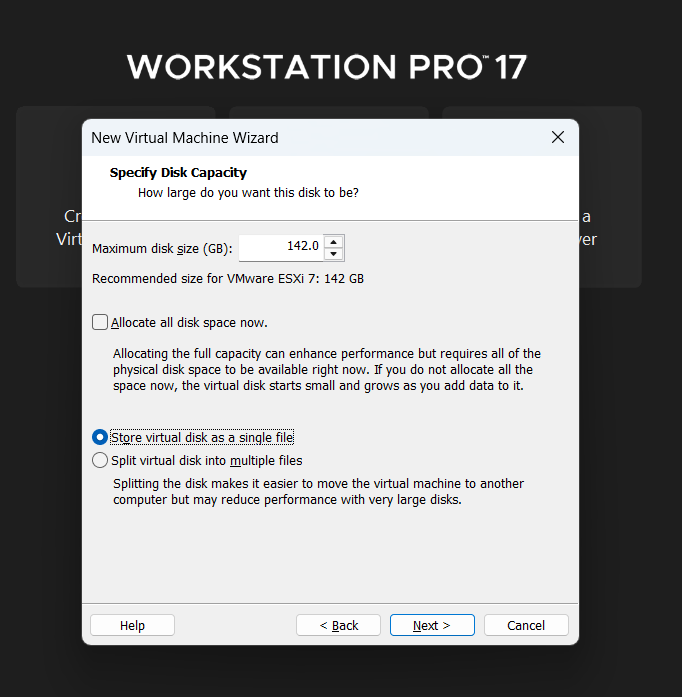 WORKSTATION PRO™ 17
New Virtual Machine Wizard
Specify Disk Capacity
How large do you want this disk to be?
Cr
a
Virt
ver
Maximum disk size (GB): 142.0
Recommended size for VMware ESXi 7: 142 GB
Allocate all disk space now.
Allocating the full capacity can enhance performance but requires all of the
physical disk space to be available right now. If you do not allocate all the
space now, the virtual disk starts small and grows as you add data to it.
Store virtual disk as a single file
Split virtual disk into multiple files
Splitting the disk makes it easier to move the virtual machine to another
computer but may reduce performance with very large disks.
Help < Back Next > Cancel